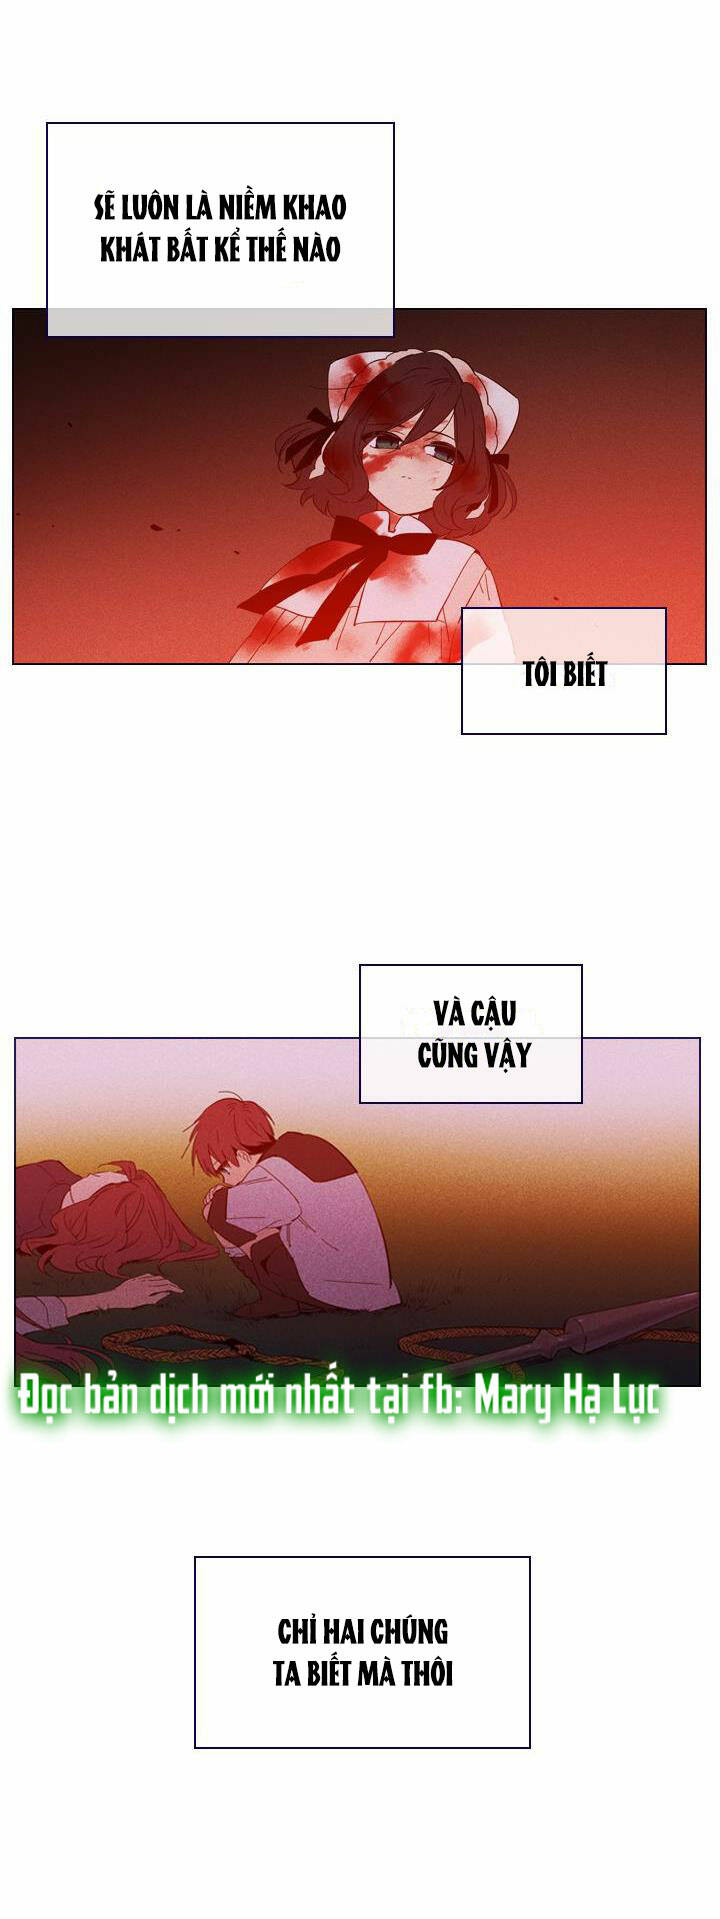 SẼ LUÔN LÀ NIỀM KHAO
KHÁT BẤT KỂ THẾ NÀO
TÔI BIẾT
VÀ CẬU
CŨNG VẬY
Đọc bản dịch mới nhất tại fb: Mary Hạ Lục
CHỈ HAI CHÚNG
TA BIẾT MÀ THÔI